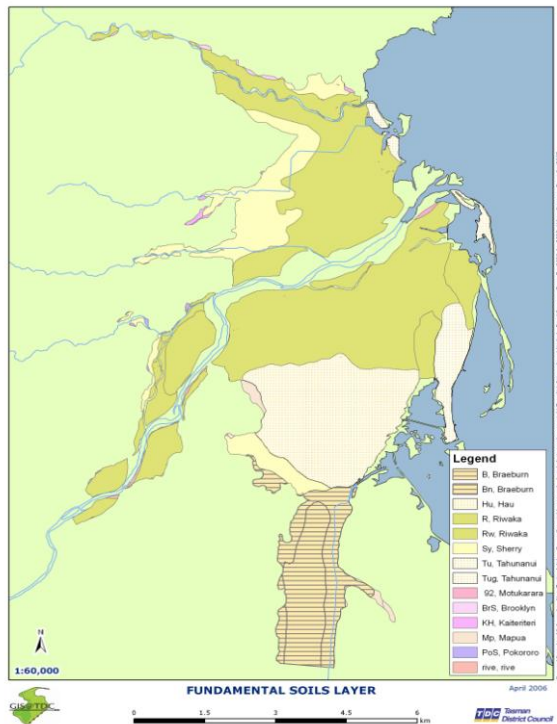 Legend
B, Braeburn
Bn, Braeburn
Hu, Hau
R, Riwaka
Rw, Riwaka
Sy, Sherry
Tu, Tahunanui
Tug, Tahunanui
92, Motukarara
BrS, Brooklyn
KH, Kaiteriteri
Mp, Mapua
PoS, Pokororo
rive, rive
N
1:60,000
FUNDAMENTAL SOILS LAYER
April 2006
GIS@TDC
0 1.5 3 4.5 6
km
Tasman
District Council